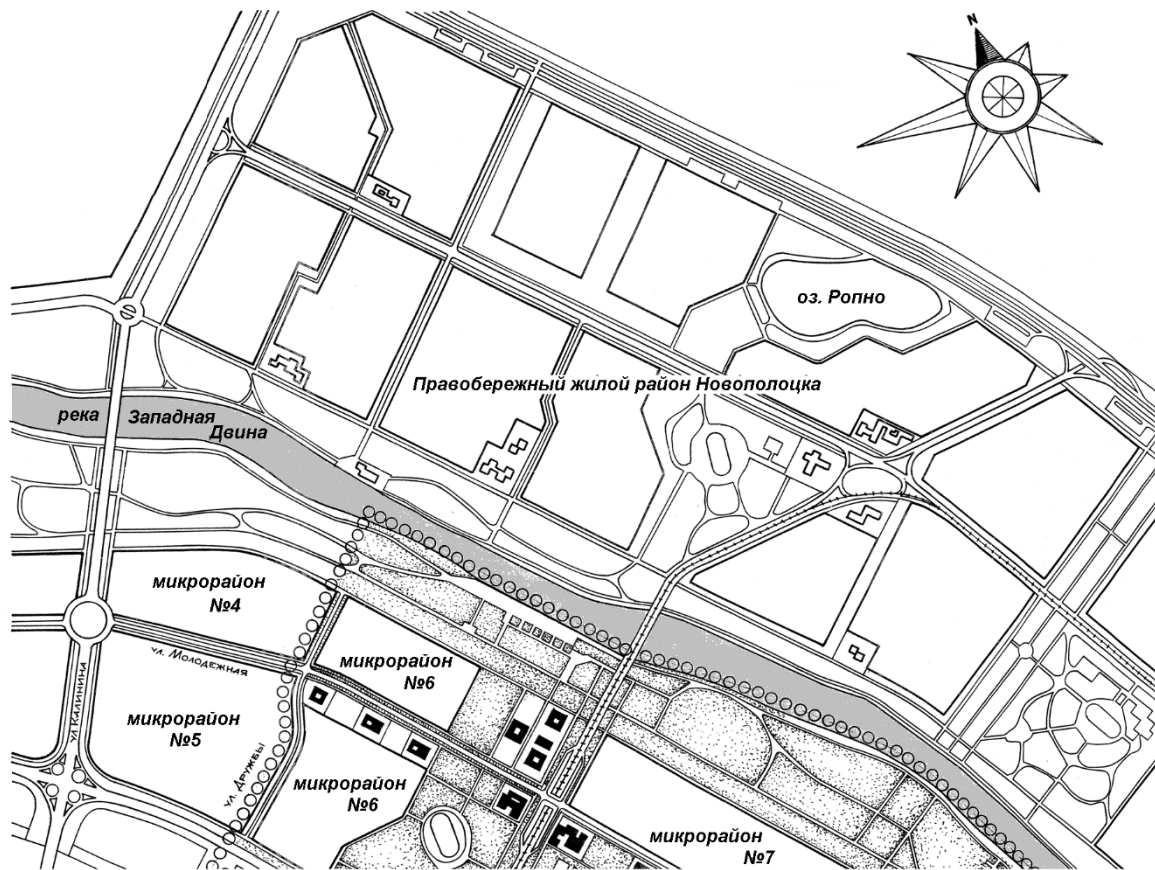 N
оз. Ропно
Правобережный жилой район Новополоцка
река Западная
Двина
микрорайон
№4
ул. Молодежная
микрорайон
№6
ул Калинина
микрорайон
№5
ул. Дружбы
микрорайон
№6
микрорайон
№7